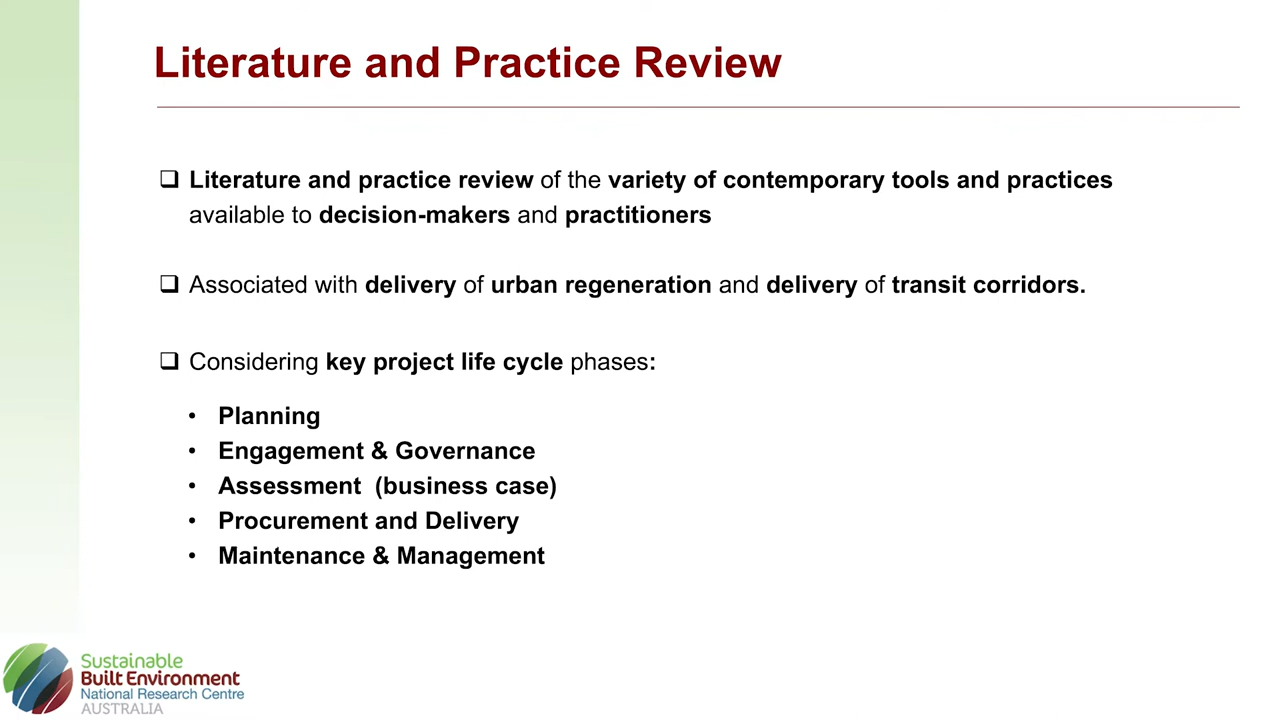 Literature and Practice Review
❑ Literature and practice review of the variety of contemporary tools and practices
available to decision-makers and practitioners
❑ Associated with delivery of urban regeneration and delivery of transit corridors.
❑ Considering key project life cycle phases:
• Planning
• Engagement & Governance
• Assessment (business case)
• Procurement and Delivery
• Maintenance & Management
Sustainable
Built Environment
National Research Centre
AUSTRALIA